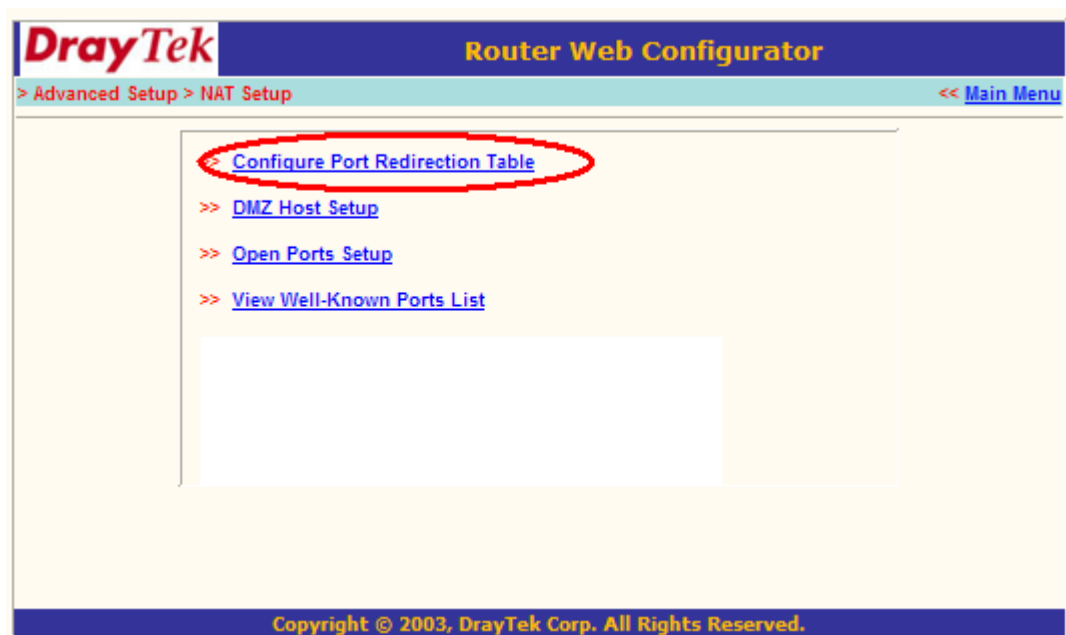 DrayTek
Router Web Configurator
> Advanced Setup > NAT Setup
<< Main Menu
>> Configure Port Redirection Table
>> DMZ Host Setup
>> Open Ports Setup
>> View Well-Known Ports List
Copyright © 2003, DrayTek Corp. All Rights Reserved.